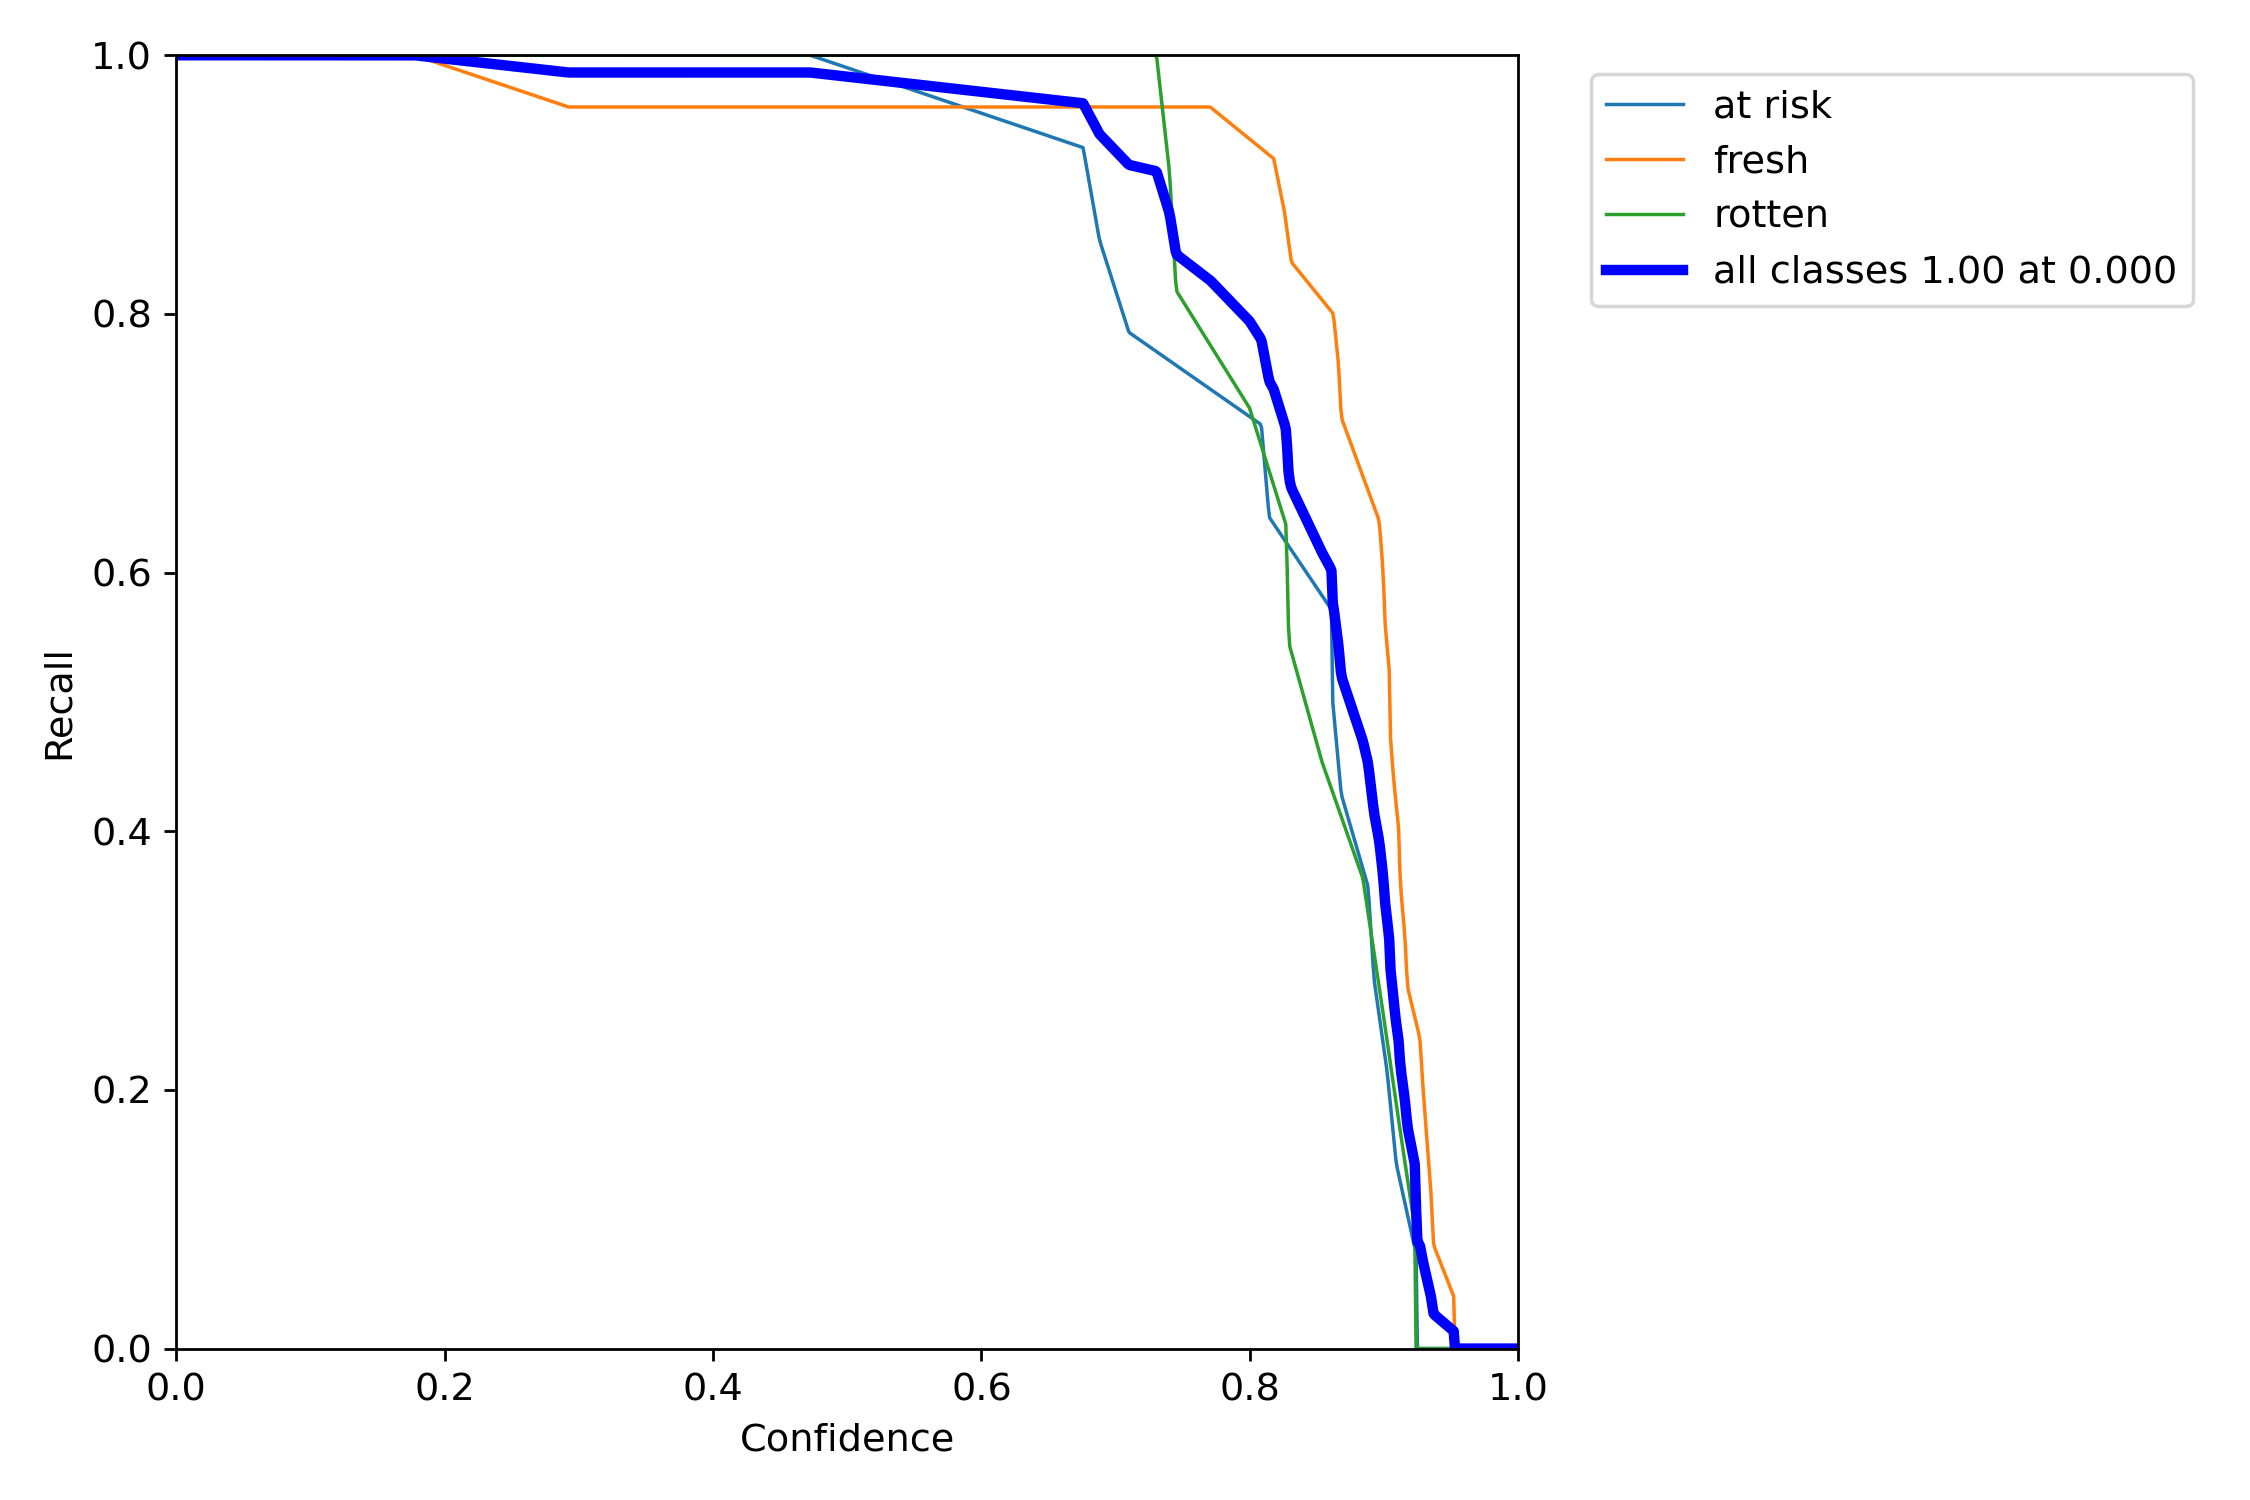 1.0
0.8
0.6
0.4
0.2
0.0
Recall
0.0 0.2 0.4 0.6 0.8 1.0
Confidence
at risk
fresh
rotten
all classes 1.00 at 0.000